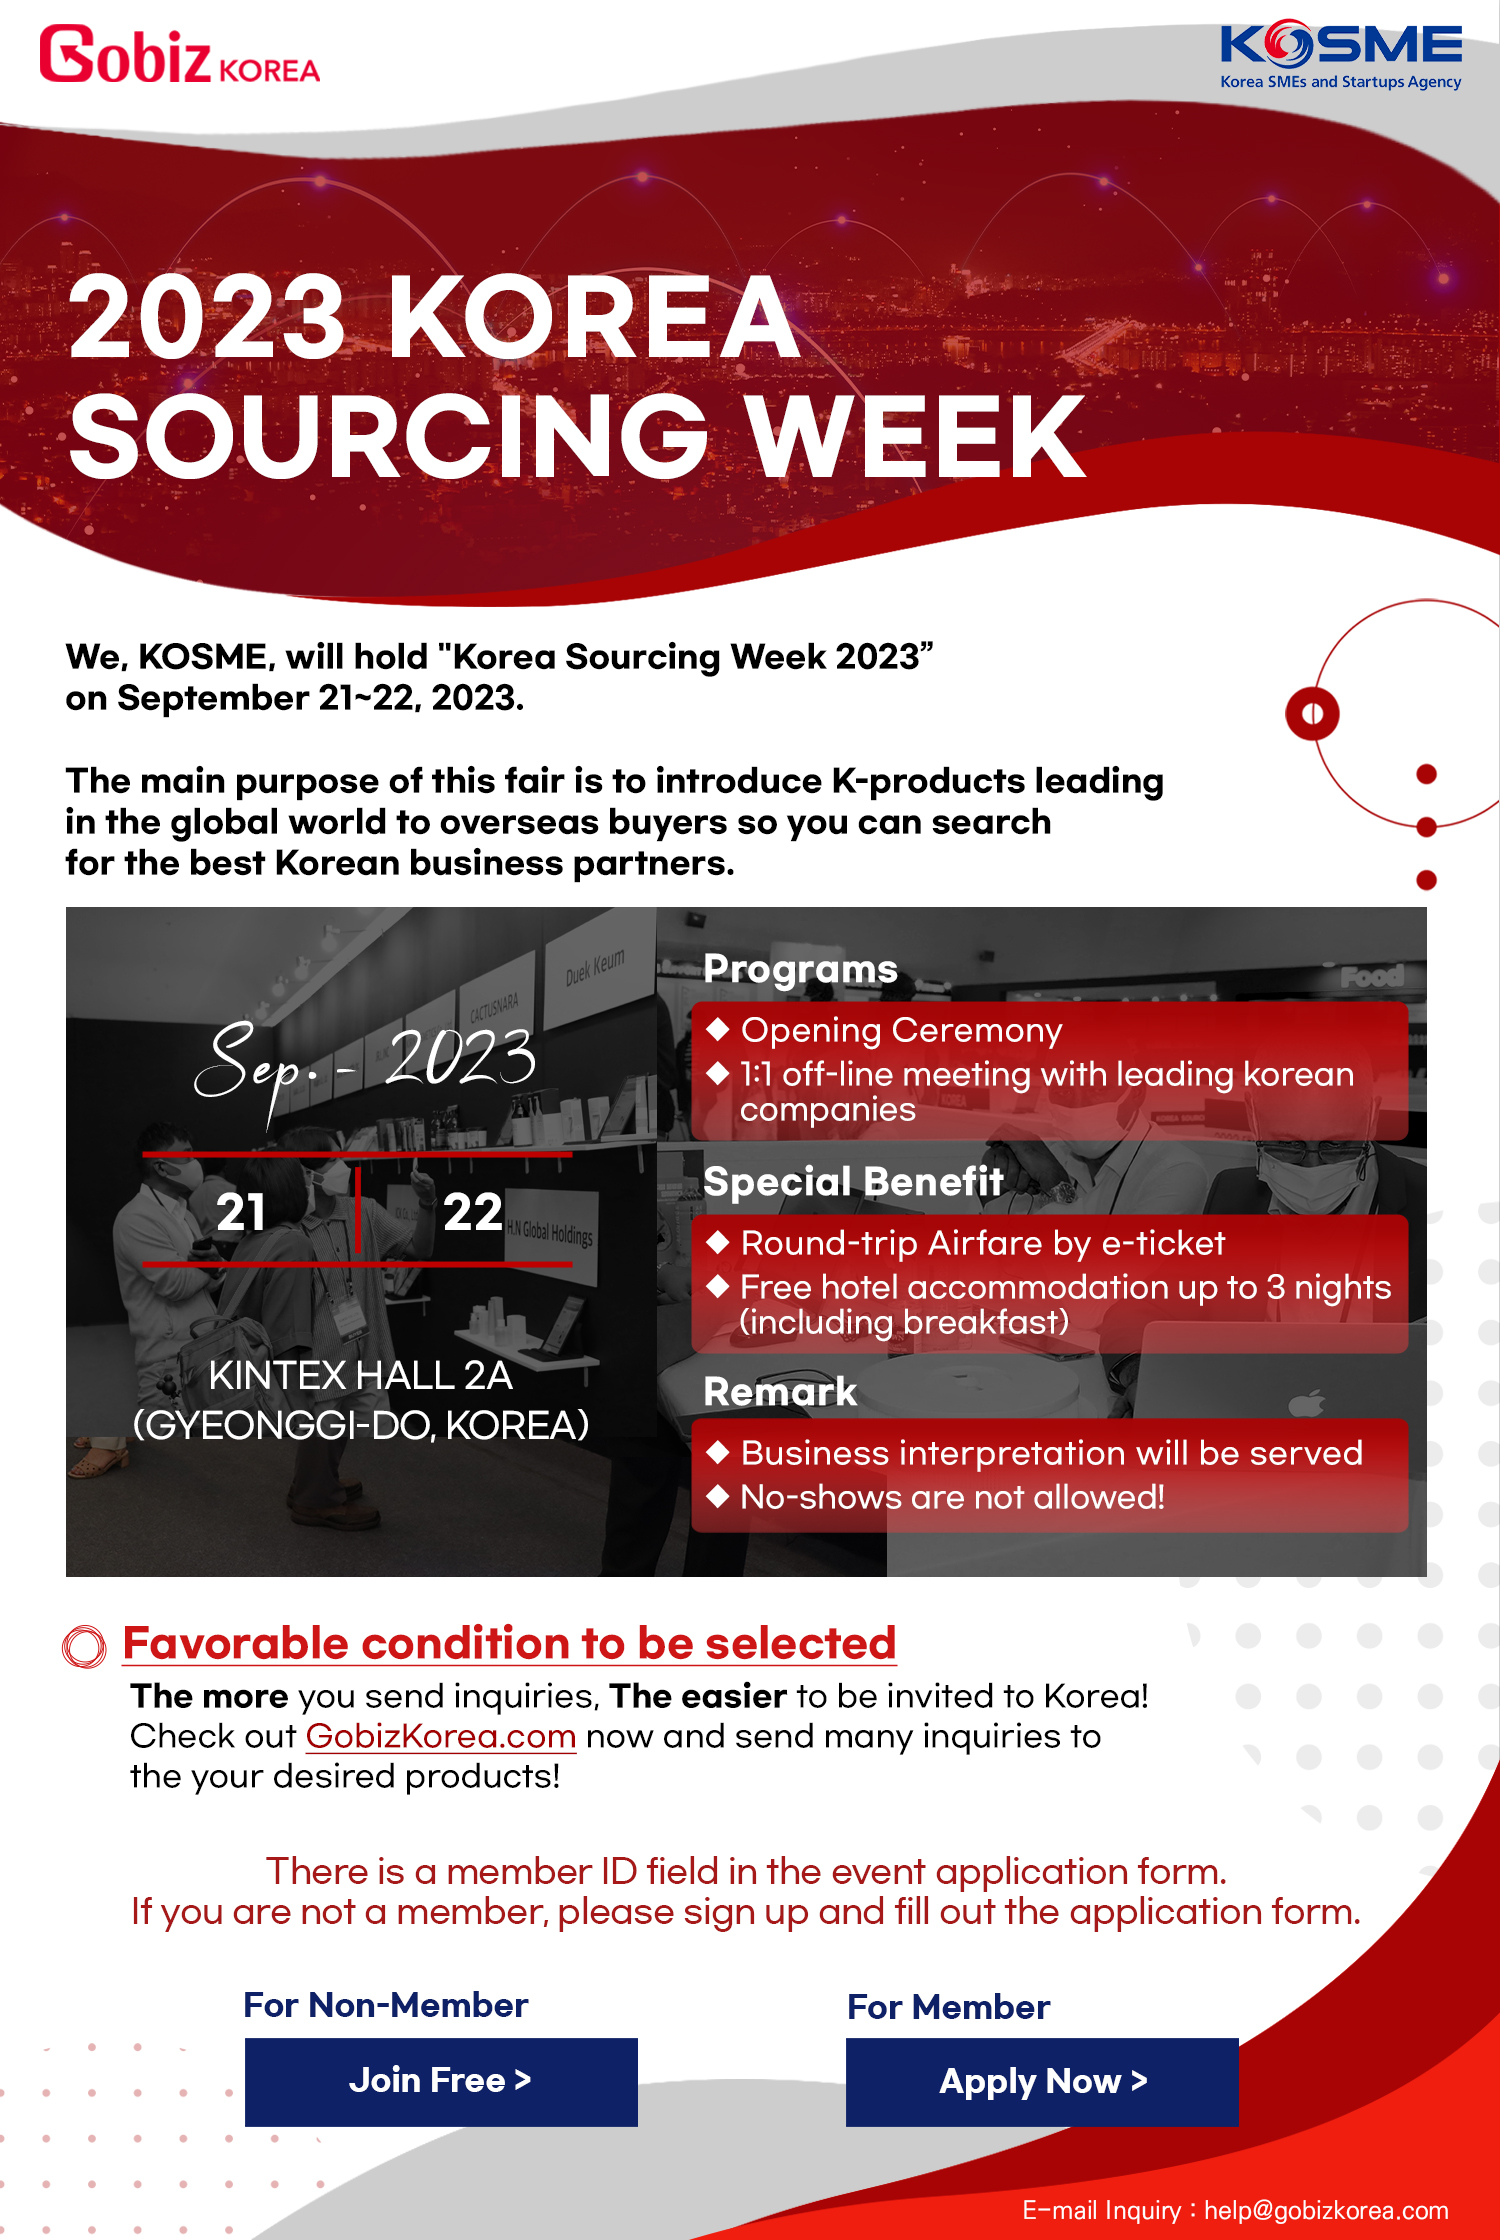 Gobiz KOREA
KOSME
Korea SMEs and Startups Agency
2023 KOREA
SOURCING WEEK
We, KOSME, will hold "Korea Sourcing Week 2023”
on September 21~22, 2023.
The main purpose of this fair is to introduce K-products leading
in the global world to overseas buyers so you can search
for the best Korean business partners.
Duek Keum
CACTUSNARA
Sep. - 2023
21
22
H.N Global Holdings
KINTEX HALL 2A
(GYEONGGI-DO, KOREA)
Food
Programs
◆ Opening Ceremony
◆ 1:1 off-line meeting with leading korean
companies
KOREA
Special Benefit
◆ Round-trip Airfare by e-ticket
◆ Free hotel accommodation up to 3 nights
(including breakfast)
Remark
◆ Business interpretation will be served
◆ No-shows are not allowed!
Favorable condition to be selected
The more you send inquiries, The easier to be invited to Korea!
Check out GobizKorea.com now and send many inquiries to
the your desired products!
There is a member ID field in the event application form.
If you are not a member, please sign up and fill out the application form.
For Non-Member
Join Free >
For Member
Apply Now >
E-mail Inquiry : help@gobizkorea.com